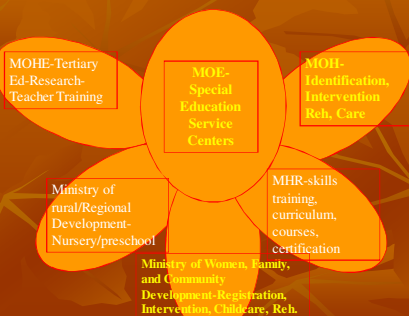 MOHE-Tertiary
Ed-Research-
Teacher Training
MOE-
Special
Education
Service
Centers
MOH-
Identification,
Intervention
Reh, Care
Ministry of
rural/Regional
Development-
Nursery/preschool
MHR-skills
training,
curriculum,
courses,
certification
Ministry of Women, Family,
and Community
Development-Registration,
Intervention, Childcare, Reh.